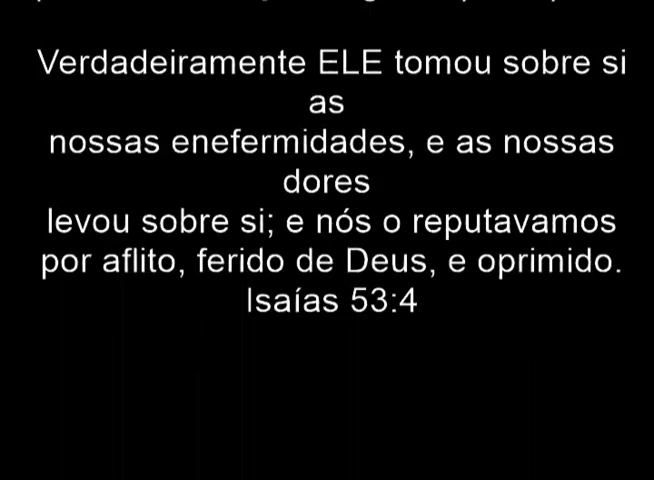 Verdadeiramente ELE tomou sobre si
as
nossas enefermidades, e as nossas
dores
levou sobre si; e nós o reputavamos
por aflito, ferido de Deus, e oprimido.
Isaías 53:4